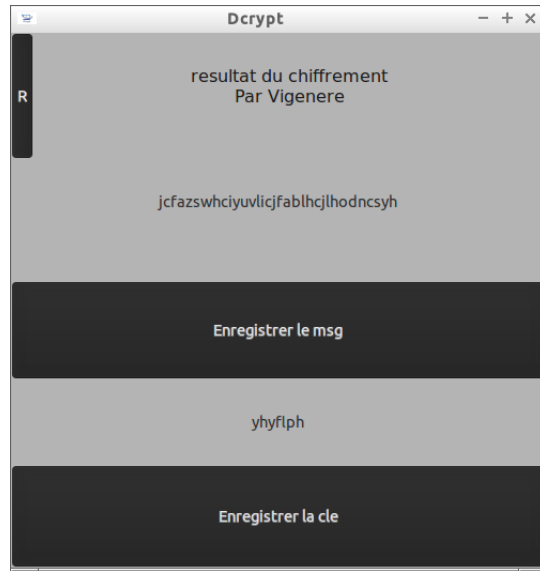 Dcrypt
R
resultat du chiffrement
Par Vigenere
jcfazswhciyuvlicjfablhcjlhodncsyh
Enregistrer le msg
yhyflph
Enregistrer la cle